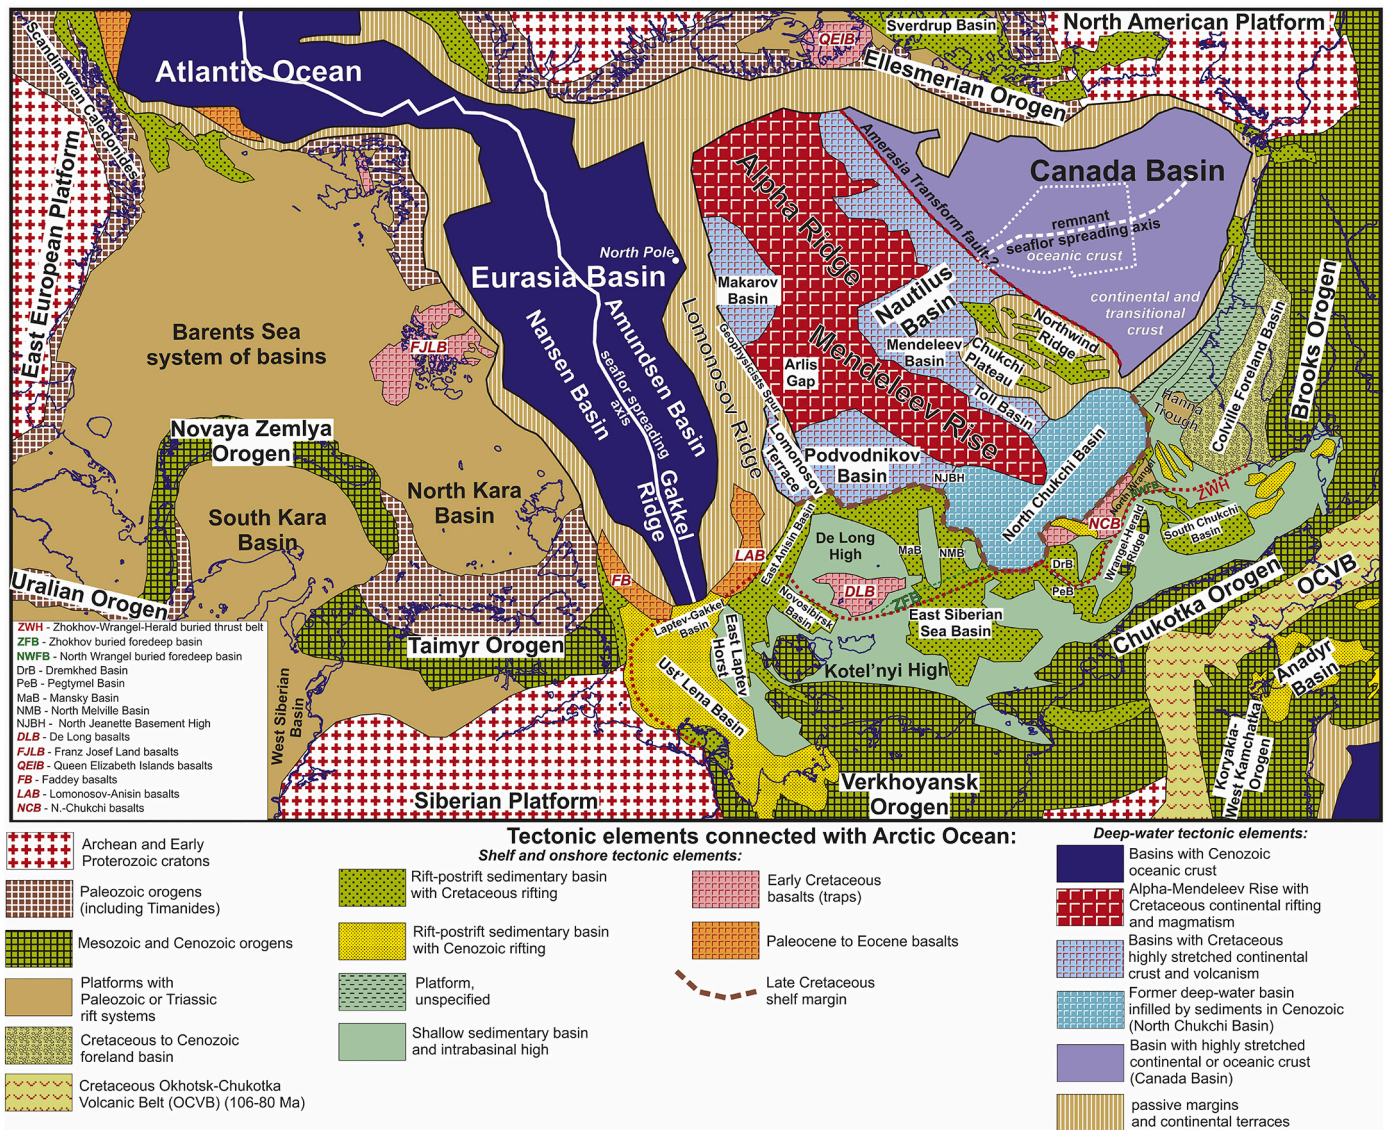 Sverdrup Basin
North American Platform
QEIB
Scandinavian Caledonides
Atlantic Ocean
Ellesmerian Orogen
East European Platform
Alpha Ridge
Amerasia Transform fault-?
Canada Basin
remnant
seaflor spreading axis
oceanic crust
North Pole
Eurasia Basin
Makarov
Basin
Nautilus
Basin
continental and
transitional
crust
Barents Sea
system of basins
FJLB
Nansen Basin
Amundsen Basin
seaflor spreading
axis
Lomonosov Ridge
Geophysicists Spur
Mendeleev Rise
Mendeleev
Basin
Northwind
Ridge
Chukchi
Plateau
Arlis
Gap
Toll Basin
Hanna
Trough
Colville Foreland Basin
Brooks Orogen
Novaya Zemlya
Orogen
Lomonosov
Terrace
Podvodnikov
Basin
NJBH
North Chukchi Basin
North Kara
Basin
Gakkel
Ridge
South Kara
Basin
North Wrangel
NWFB
ZWH
NCB
South Chukchi
Basin
De Long
High
MaB
NMB
East Anisin Basin
LAB
FB
DrB
PeB
Wrangel-Herald
Ridge
Uralian Orogen
DLB
ZFB
Novosibirsk
Basin
East Siberian
Sea Basin
Laptev-Gakkel
Basin
East Laptev
Horst
Kotel'nyi High
Chukotka Orogen
OCVB
Anadyr
Basin
Taimyr Orogen
Ust' Lena Basin
West Siberian
Basin
Siberian Platform
Verkhoyansk
Orogen
Koryakia-
West Kamchatka
Orogen
ZWH - Zhokhov-Wrangel-Herald buried thrust belt
ZFB - Zhokhov buried foredeep basin
NWFB - North Wrangel buried foredeep basin
DrB - Dremkhed Basin
PeB - Pegtymel Basin
MaB - Mansky Basin
NMB - North Melville Basin
NJBH - North Jeanette Basement High
DLB - De Long basalts
FJLB - Franz Josef Land basalts
QEIB - Queen Elizabeth Islands basalts
FB - Faddey basalts
LAB - Lomonosov-Anisin basalts
NCB - N.-Chukchi basalts
Tectonic elements connected with Arctic Ocean:
Archean and Early
Proterozoic cratons
Paleozoic orogens
(including Timanides)
Mesozoic and Cenozoic orogens
Platforms with
Paleozoic or Triassic
rift systems
Cretaceous to Cenozoic
foreland basin
Cretaceous Okhotsk-Chukotka
Volcanic Belt (OCVB) (106-80 Ma)
Shelf and onshore tectonic elements:
Rift-postrift sedimentary basin
with Cretaceous rifting
Rift-postrift sedimentary basin
with Cenozoic rifting
Platform,
unspecified
Shallow sedimentary basin
and intrabasinal high
Early Cretaceous
basalts (traps)
Paleocene to Eocene basalts
Late Cretaceous
shelf margin
Deep-water tectonic elements:
Basins with Cenozoic
oceanic crust
Alpha-Mendeleev Rise with
Cretaceous continental rifting
and magmatism
Basins with Cretaceous
highly stretched continental
crust and volcanism
Former deep-water basin
infilled by sediments in Cenozoic
(North Chukchi Basin)
Basin with highly stretched
continental or oceanic crust
(Canada Basin)
passive margins
and continental terraces